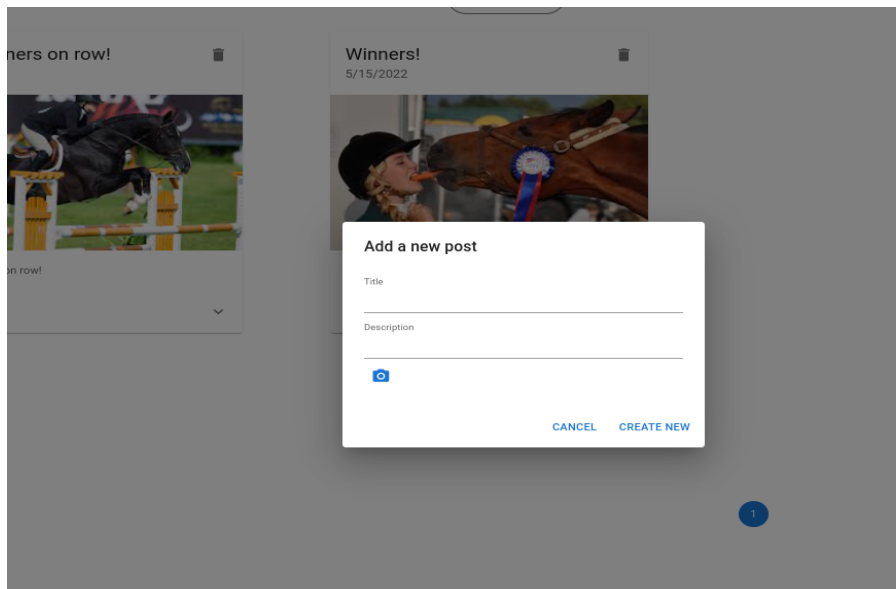 ners on row!
Winners!
5/15/2022
on row!
Add a new post
Title
Description
CANCEL CREATE NEW
1